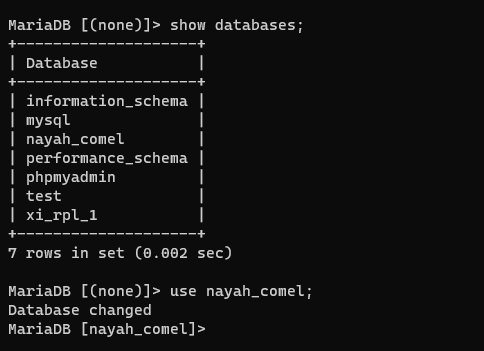 MariaDB [(none)]> show databases;
+--------------------+
| Database           |
+--------------------+
| information_schema |
| mysql              |
| nayah_comel        |
| performance_schema |
| phpmyadmin         |
| test               |
| xi_rpl_1           |
+--------------------+
7 rows in set (0.002 sec)

MariaDB [(none)]> use nayah_comel;
Database changed
MariaDB [nayah_comel]>